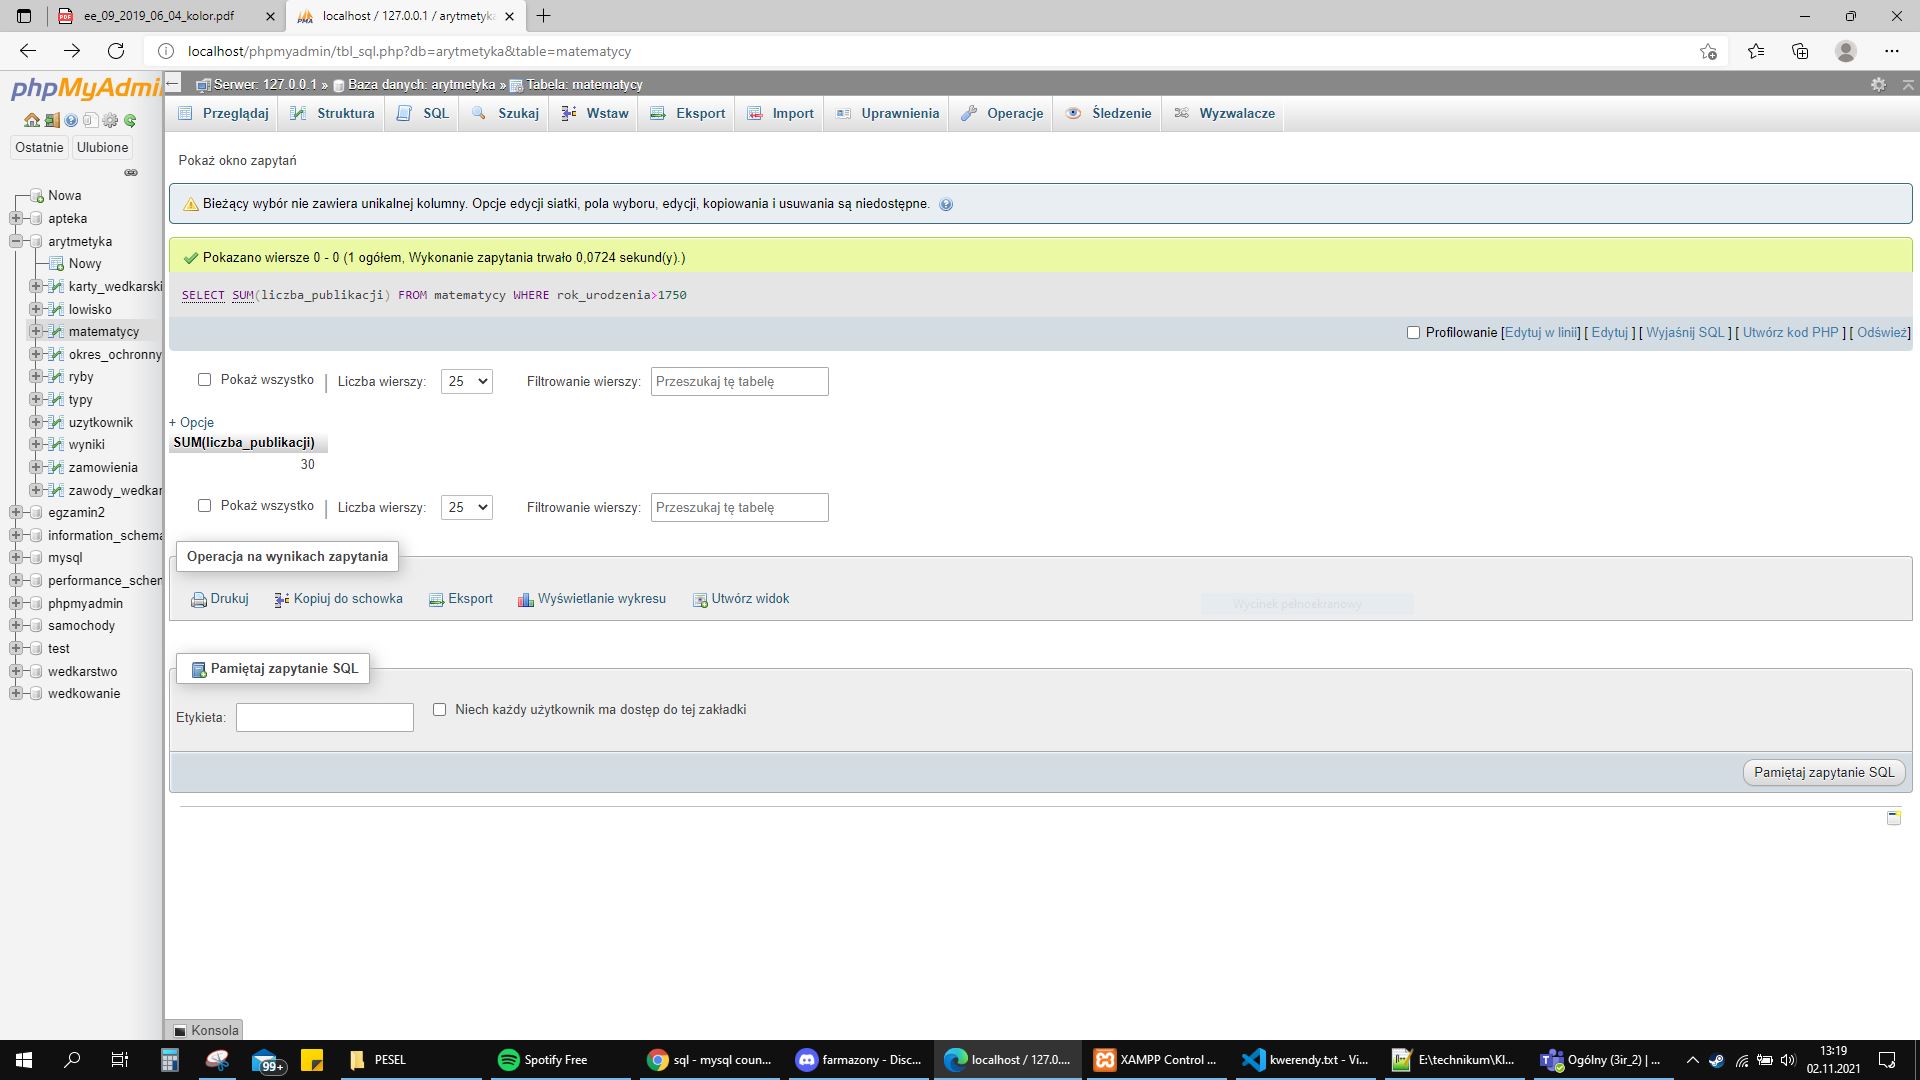 ee_09_2019_06_04_kolor.pdf
localhost / 127.0.0.1 / arytmetyka
localhost/phpmyadmin/tbl_sql.php?db=arytmetyka&table=matematycy
phpMyAdmi
Serwer: 127.0.0.1 » Baza danych: arytmetyka » Tabela: matematycy
Przeglądaj Struktura SQL Szukaj Wstaw Eksport Import Uprawnienia Operacje Śledzenie Wyzwalacze
Ostatnie Ulubione
Nowa
apteka
arytmetyka
Nowy
karty_wedkarski
lowisko
matematycy
okres_ochronny
ryby
typy
uzytkownik
wyniki
zamowienia
zawody_wedkar
egzamin2
information_schema
mysql
performance_schem
phpmyadmin
samochody
test
wedkarstwo
wedkowanie
Pokaż okno zapytań
Bieżący wybór nie zawiera unikalnej kolumny. Opcje edycji siatki, pola wyboru, edycji, kopiowania i usuwania są niedostępne.
Pokazano wiersze 0 - 0 (1 ogółem, Wykonanie zapytania trwało 0,0724 sekund(y).)
SELECT SUM(liczba_publikacji) FROM matematycy WHERE rok_urodzenia>1750
Profilowanie [Edytuj w linii] [ Edytuj ] [ Wyjaśnij SQL ] [ Utwórz kod PHP ] [ Odśwież]
Pokaż wszystko | Liczba wierszy: 25 Filtrowanie wierszy: Przeszukaj tę tabelę
+ Opcje
SUM(liczba_publikacji)
30
Pokaż wszystko | Liczba wierszy: 25 Filtrowanie wierszy: Przeszukaj tę tabelę
Operacja na wynikach zapytania
Drukuj Kopiuj do schowka Eksport Wyświetlanie wykresu Utwórz widok
Wycinek pełnoekranowy
Pamiętaj zapytanie SQL
Etykieta: Niech każdy użytkownik ma dostęp do tej zakładki
Pamiętaj zapytanie SQL
Konsola
99+ PESEL Spotify Free sql - mysql coun... farmazony - Disc... localhost / 127.0.... XAMPP Control ... kwerendy.txt - Vi... E:\technikum\Kl... Ogólny (3ir_2) | ...
13:19
02.11.2021